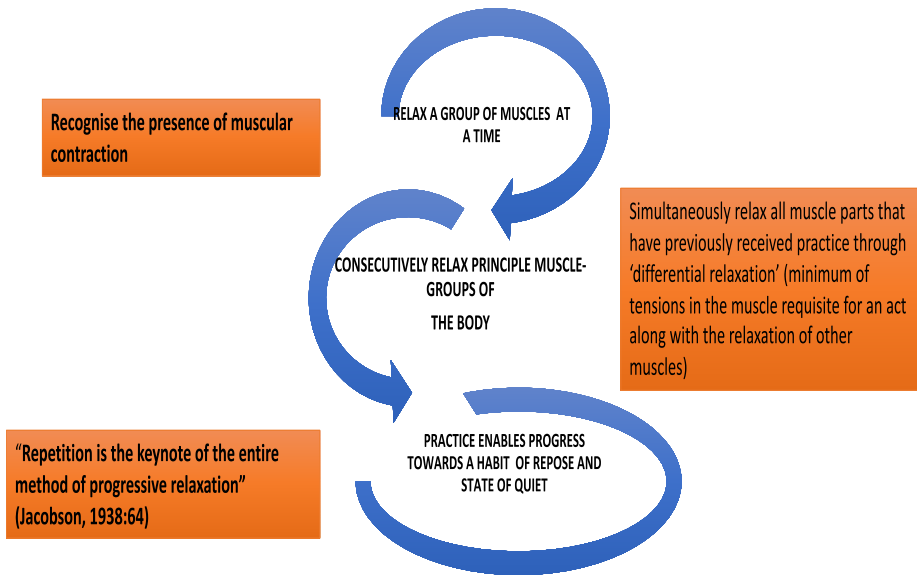 RELAX A GROUP OF MUSCLES AT
A TIME
Recognise the presence of muscular
contraction
Simultaneously relax all muscle parts that
have previously received practice through
‘differential relaxation’ (minimum of
tensions in the muscle requisite for an act
along with the relaxation of other
muscles)
CONSECUTIVELY RELAX PRINCIPLE MUSCLE-
GROUPS OF
THE BODY
PRACTICE ENABLES PROGRESS
TOWARDS A HABIT OF REPOSE AND
STATE OF QUIET
“Repetition is the keynote of the entire
method of progressive relaxation”
(Jacobson, 1938:64)